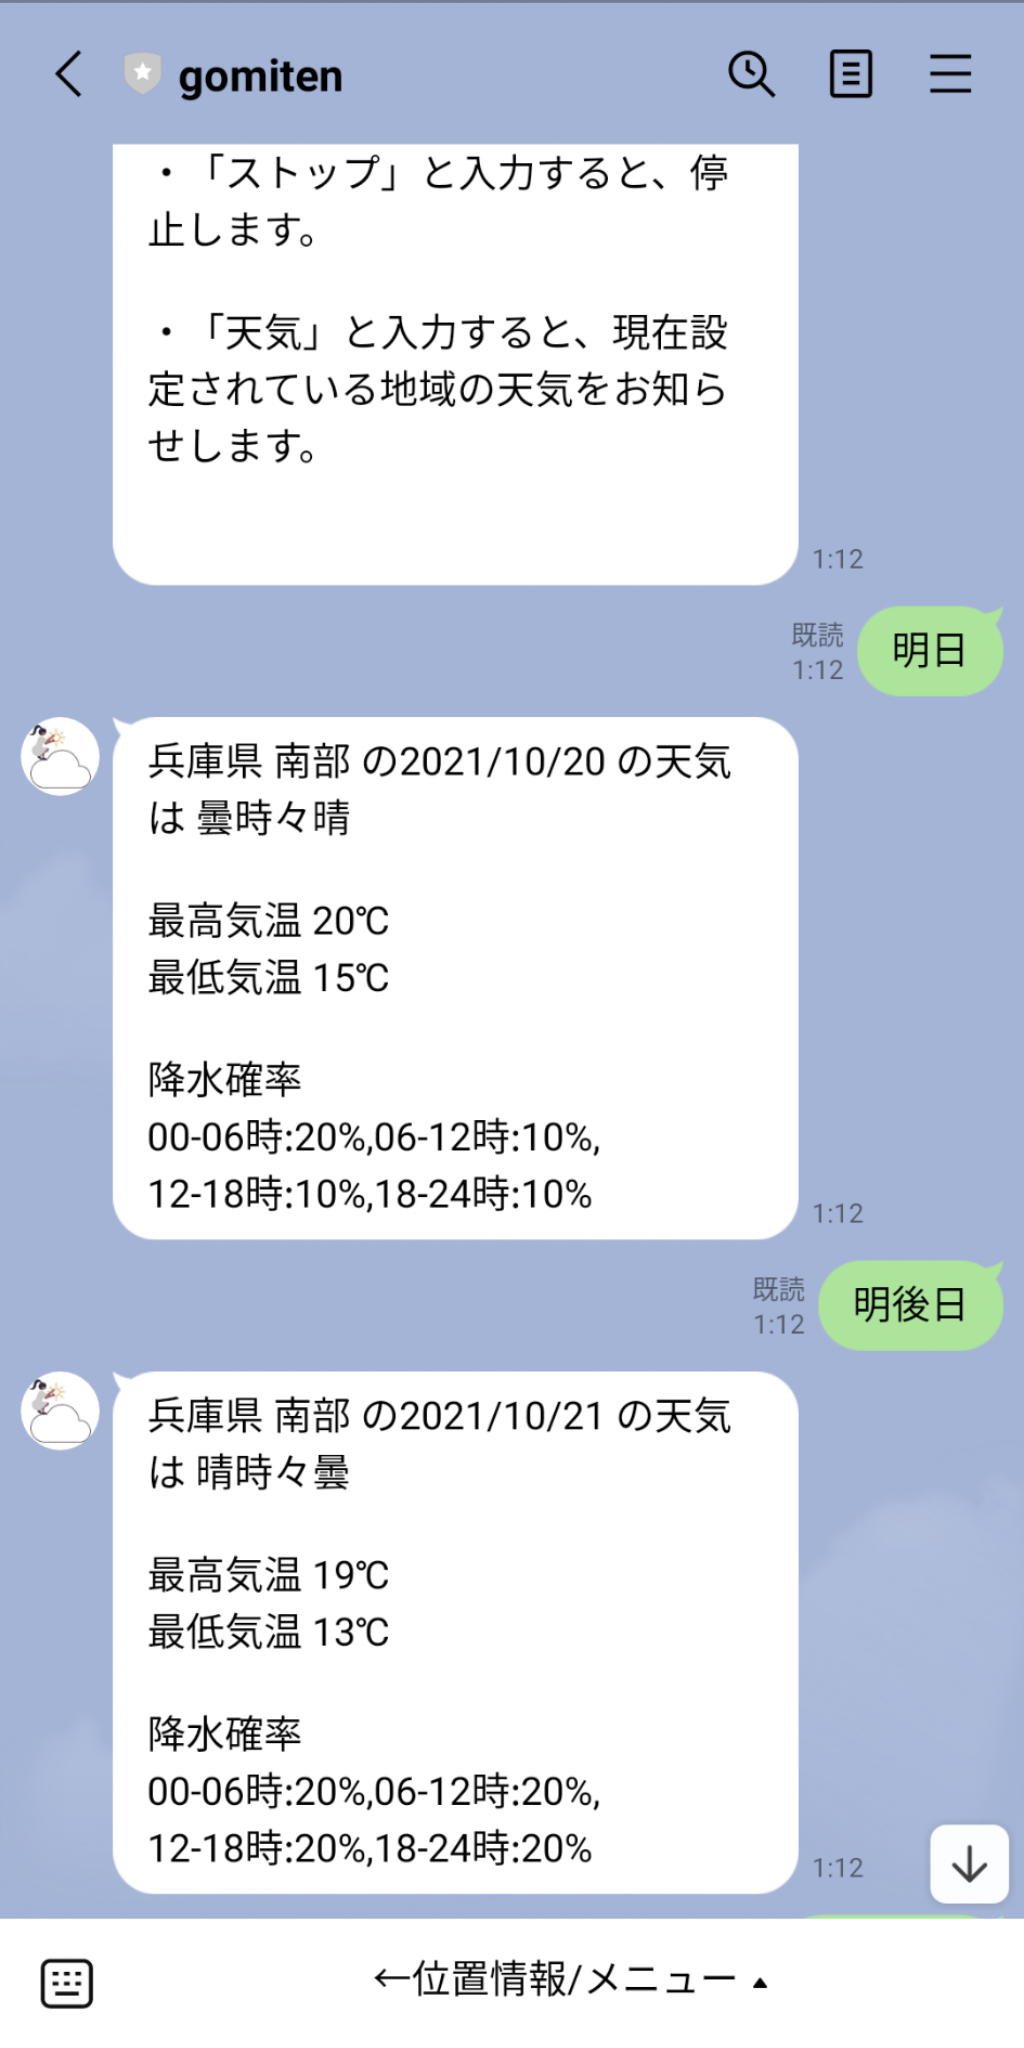 gomiten
・「ストップ」と入力すると、停
止します。
・「天気」と入力すると、現在設
定されている地域の天気をお知ら
せします。
1:12
既読
1:12
明日
兵庫県 南部 の2021/10/20 の天気
は 曇時々晴
最高気温 20℃
最低気温 15℃
降水確率
00-06時:20%,06-12時:10%,
12-18時:10%,18-24時:10%
1:12
既読
1:12
明後日
兵庫県 南部 の2021/10/21 の天気
は 晴時々曇
最高気温 19℃
最低気温 13℃
降水確率
00-06時:20%,06-12時:20%,
12-18時:20%,18-24時:20%
1:12
←位置情報/メニュー ▲